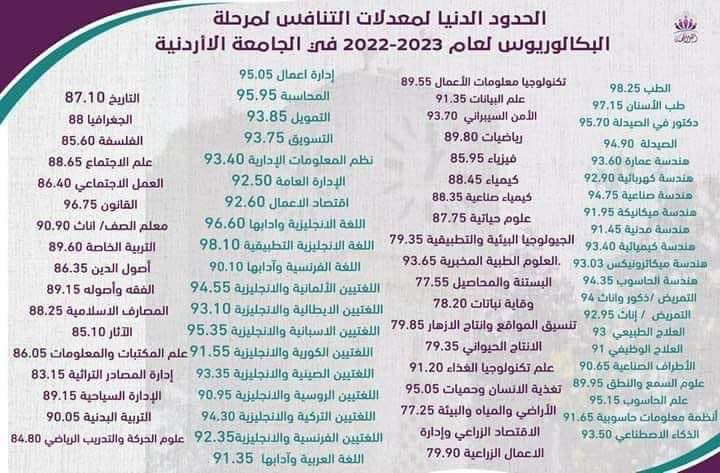 الحدود الدنيا لمعدلات التنافس لمرحلة
البكالوريوس لعام 2023-2022 في الجامعة الأردنية
الطب 98.25
طب الأسنان 97.15
دكتور في الصيدلة 95.70
الصيدلة 94.90
هندسة عمارة 93.60
هندسة كهربائية 92.90
هندسة صناعية 94.75
هندسة ميكانيكة 91.95
هندسة مدنية 91.45
هندسة كيميائية 93.40
هندسة ميكاترونيكس 93.03
هندسة الحاسوب 94.35
التمريض /ذكور واناث 94
التمريض / إناث 92.95
العلاج الطبيعي 93
العلاج الوظيفي 91
الأطراف الصناعية 90.65
علوم السمع والنطق 89.95
علم الحاسوب 95.15
أنظمة معلومات حاسوبية 91.65
الذكاء الاصطناعي 93.50
تكنولوجيا معلومات الأعمال 89.55
علم البيانات 91.35
الأمن السيبراني 93.70
رياضيات 89.80
فيزياء 85.95
كيمياء 88.45
كيمياء صناعية 88.35
علوم حياتية 87.75
الجيولوجيا البيئية والتطبيقية 79.35
العلوم الطبية المخبرية 93.65.
البستنة والمحاصيل 77.55
وقاية نباتات 78.20
تنسيق المواقع وانتاج الازهار 79.85
الانتاج الحيواني 79.35
علم تكنولوجيا الغذاء 91.20
تغذية الانسان وحميات 95.05
الأراضي والمياه والبيئة 77.25
الاقتصاد الزراعي وإدارة
الاعمال الزراعية 79.90
إدارة اعمال 95.05
المحاسبة 95.95
التمويل 93.85
التسويق 93.75
نظم المعلومات الإدارية 93.40
الإدارة العامة 92.50
اقتصاد الاعمال 92.60
اللغة الانجليزية وادابها 96.60
اللغة الانجيزية التطبيقية 98.10
اللغة الفرنسية وآدابها 90.10
اللغتيين الألمانية والانجليزية 94.55
اللغتيين الايطالية والانجليزية 93.10
اللغتيين الاسبانية والانجليزية 95.35
اللغتيين الكورية والانجليزية 91.55
اللغتيين الصينية والانجليزية 93.35
اللغتيين الروسية والانجليزية 90.95
اللغتيين التركية والانجليزية 94.30
اللغتيين الفرنسية والانجليزية 92.35
اللغة العربية وآدابها 91.35
التاريخ 87.10
الجغرافيا 88
الفلسفة 85.60
علم الاجتماع 88.65
العمل الاجتماعي 86.40
القانون 96.75
معلم الصف/ اناث 90.90
التربية الخاصة 89.60
أصول الدين 86.35
الفقه وأصوله 89.15
المصارف الاسلامية 88.25
الآثار 85.10
علم المكتبات والمعلومات 86.05
إدارة المصادر التراثية 83.15
الإدارة السياحية 89.15
التربية البدنية 90.05
علوم الحركة والتدريب الرياضي 84.80